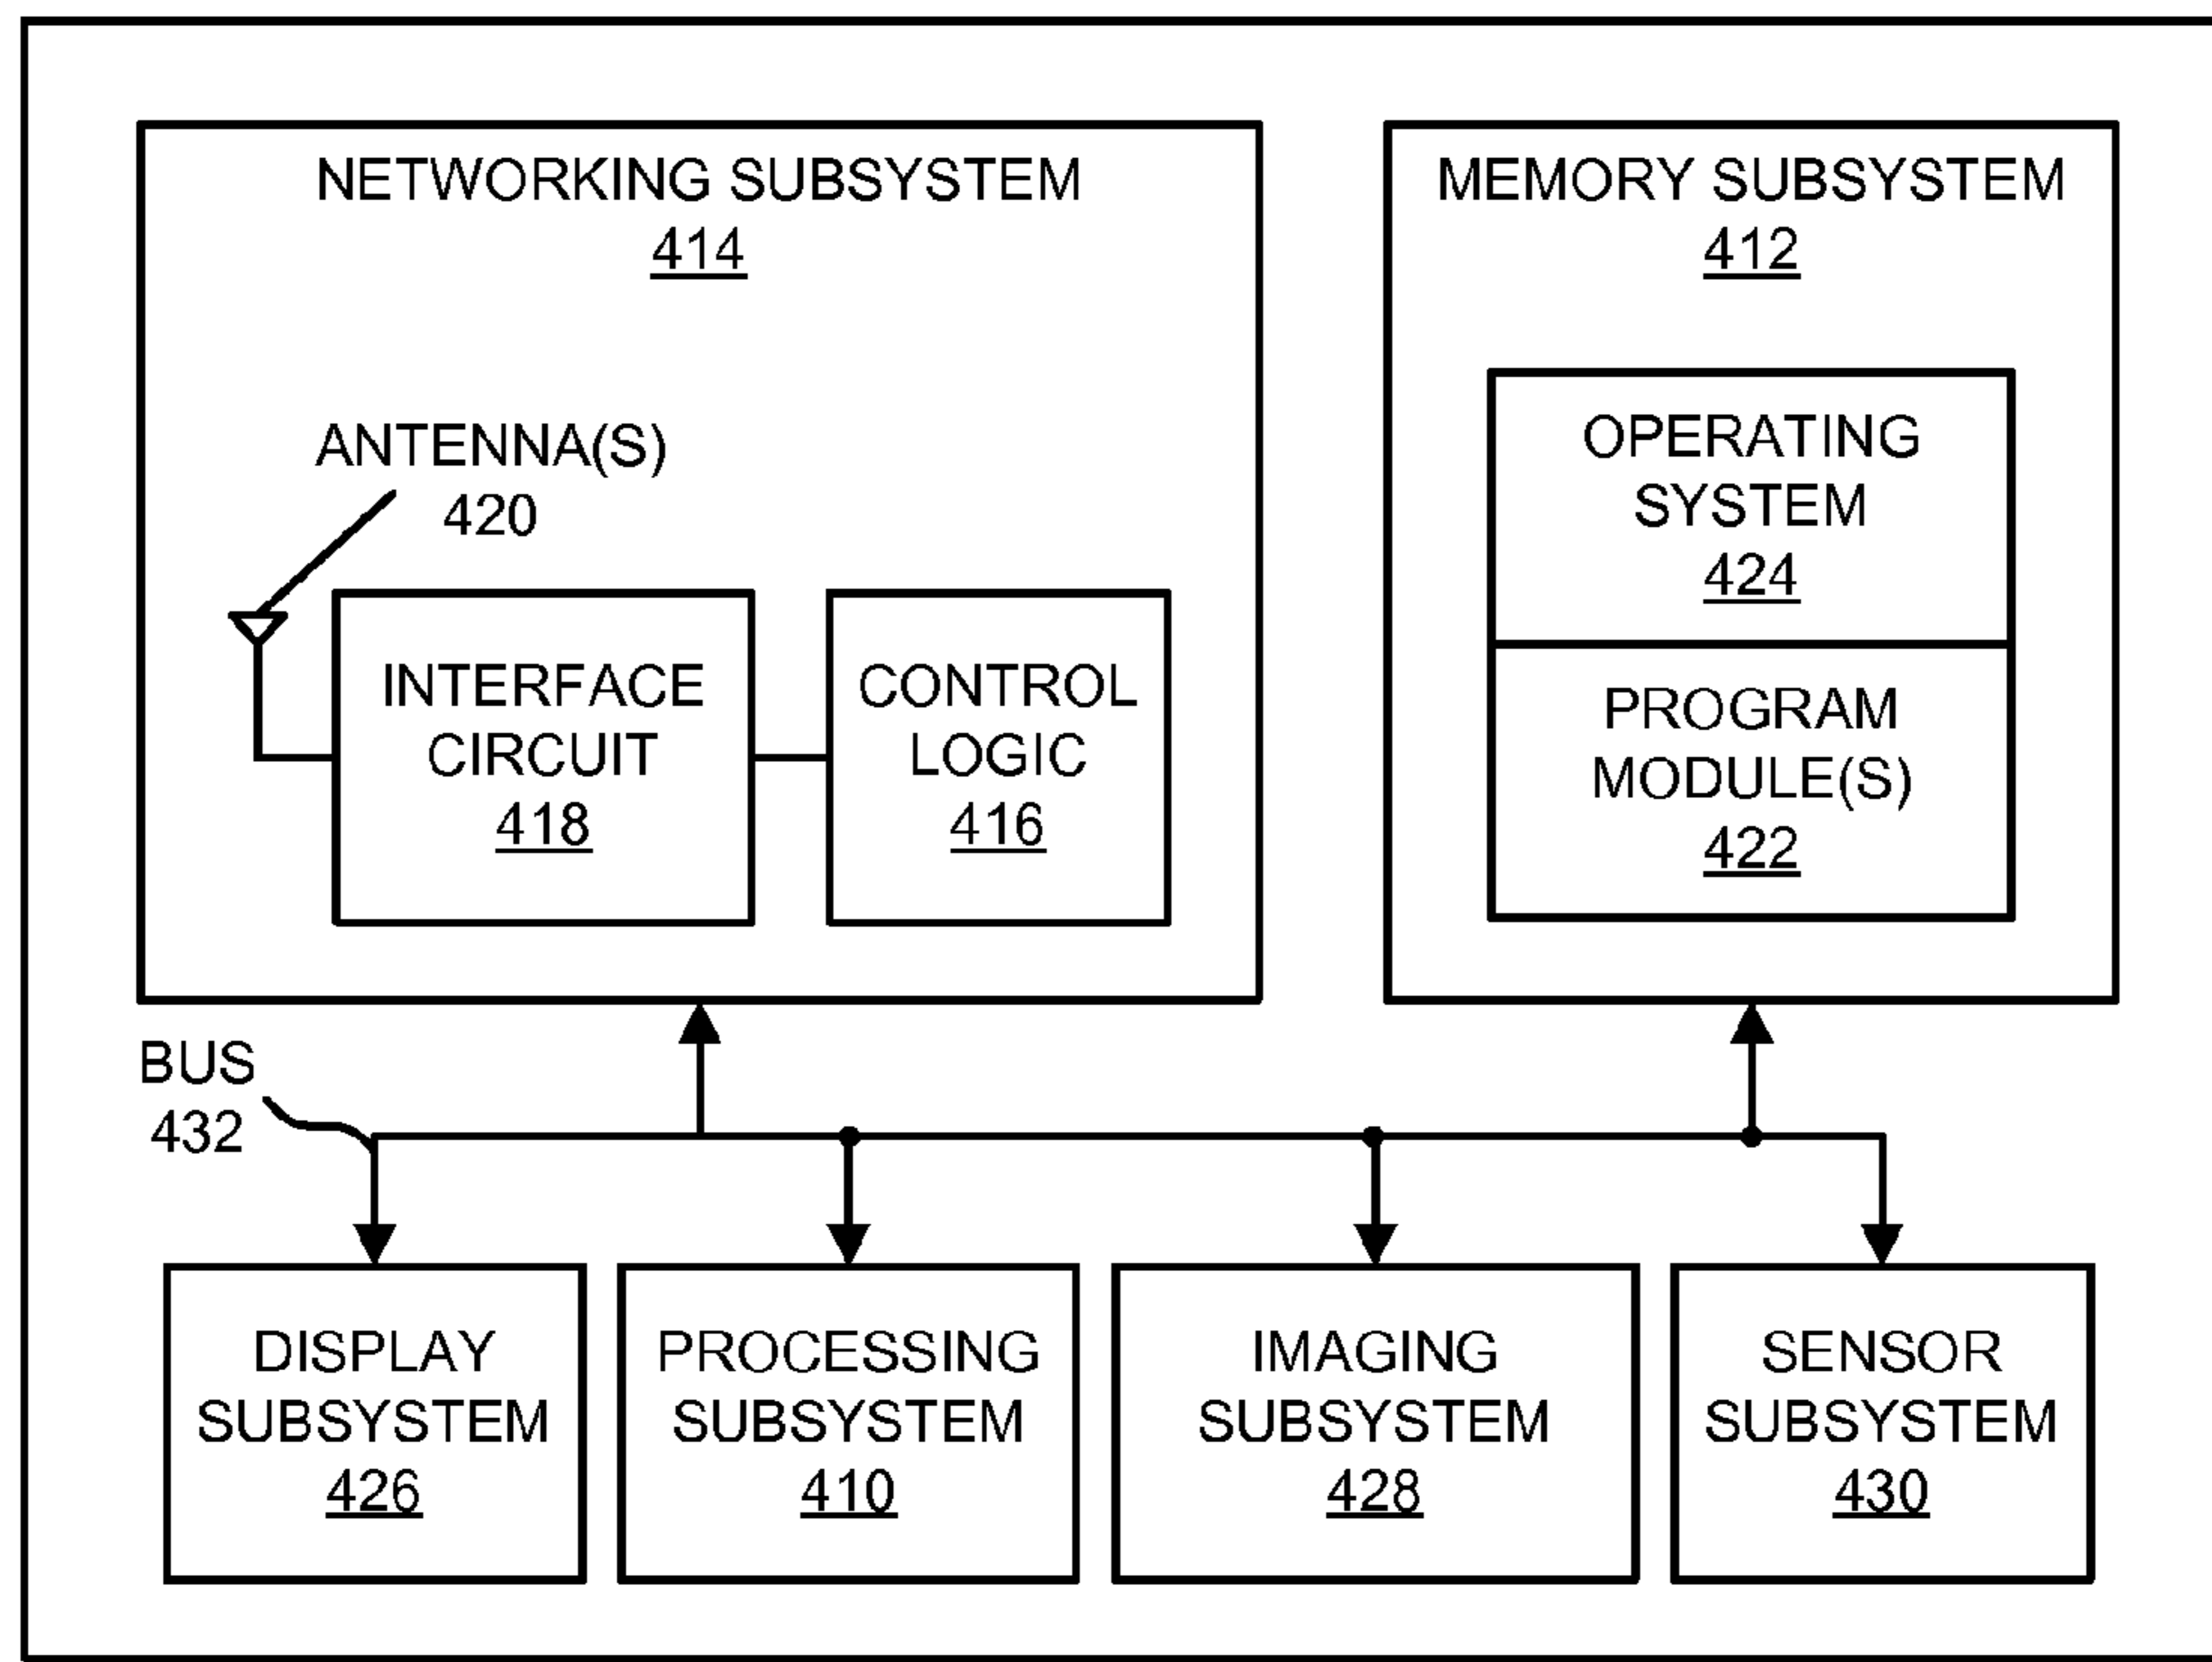 NETWORKING SUBSYSTEM
414
ANTENNA(S)
420
INTERFACE
CIRCUIT
418
CONTROL
LOGIC
416
MEMORY SUBSYSTEM
412
OPERATING
SYSTEM
424
PROGRAM
MODULE(S)
422
BUS
432
DISPLAY
SUBSYSTEM
426
PROCESSING
SUBSYSTEM
410
IMAGING
SUBSYSTEM
428
SENSOR
SUBSYSTEM
430